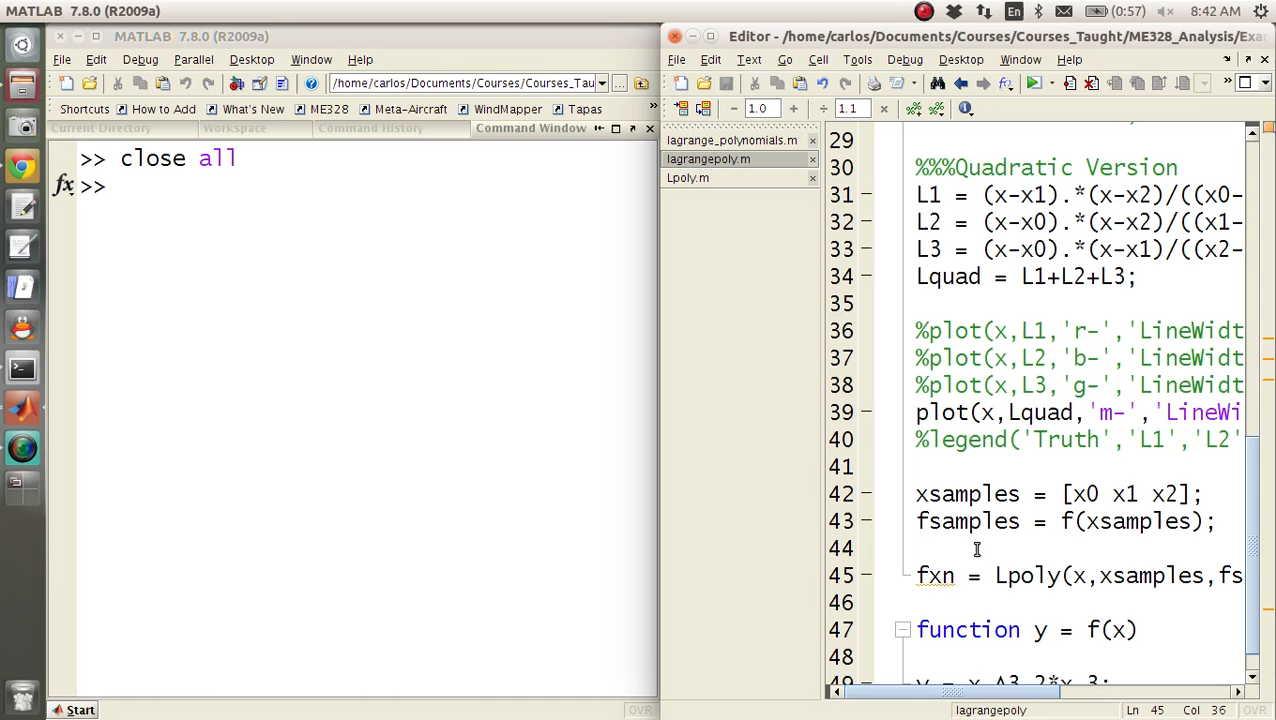 MATLAB 7.8.0 (R2009a)
En
(0:57)
8:42 AM
MATLAB 7.8.0 (R2009a)
Editor - /home/carlos/Documents/Courses/Courses_Taught/ME328_Analysis/Exa
File Edit Debug Parallel Desktop Window Help
File Edit Text Go Cell Tools Debug Desktop Window Help
/home/carlos/Documents/Courses/Courses_Tau
Shortcuts How to Add What's New ME328 Meta-Aircraft WindMapper Tapas »
1.0 1.1
Current Directory Workspace Command History Command Window
lagrange_polynomials.m
lagrangepoly.m
Lpoly.m
>> close all
fx >>
29
30 %%%Quadratic Version
31 L1 = (x-x1).*(x-x2)/((x0-
32 L2 = (x-x0).*(x-x2)/((x1-
33 L3 = (x-x0).*(x-x1)/((x2-
34 Lquad = L1+L2+L3;
35
36 %plot(x,L1,'r-','LineWidt
37 %plot(x,L2,'b-','LineWidt
38 %plot(x,L3,'g-','LineWidt
39 plot(x,Lquad,'m-','LineWi
40 %legend('Truth','L1','L2'
41
42 xsamples = [x0 x1 x2];
43 fsamples = f(xsamples);
44
45 fxn = Lpoly(x,xsamples,fs
46
47 function y = f(x)
48
49
Start
OVR
lagrangepoly
Ln 45 Col 36 OVR